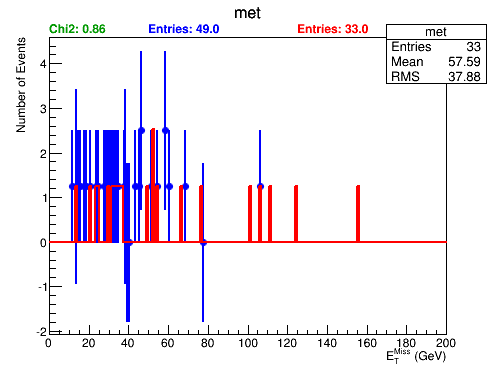 met
Chi2: 0.86 Entries: 49.0 Entries: 33.0
met
Entries 33
Mean 57.59
RMS 37.88
Number of Events
4
3
2
1
0
-1
-2
0 20 40 60 80 100 120 140 160 180 200
E_T^Miss (GeV)